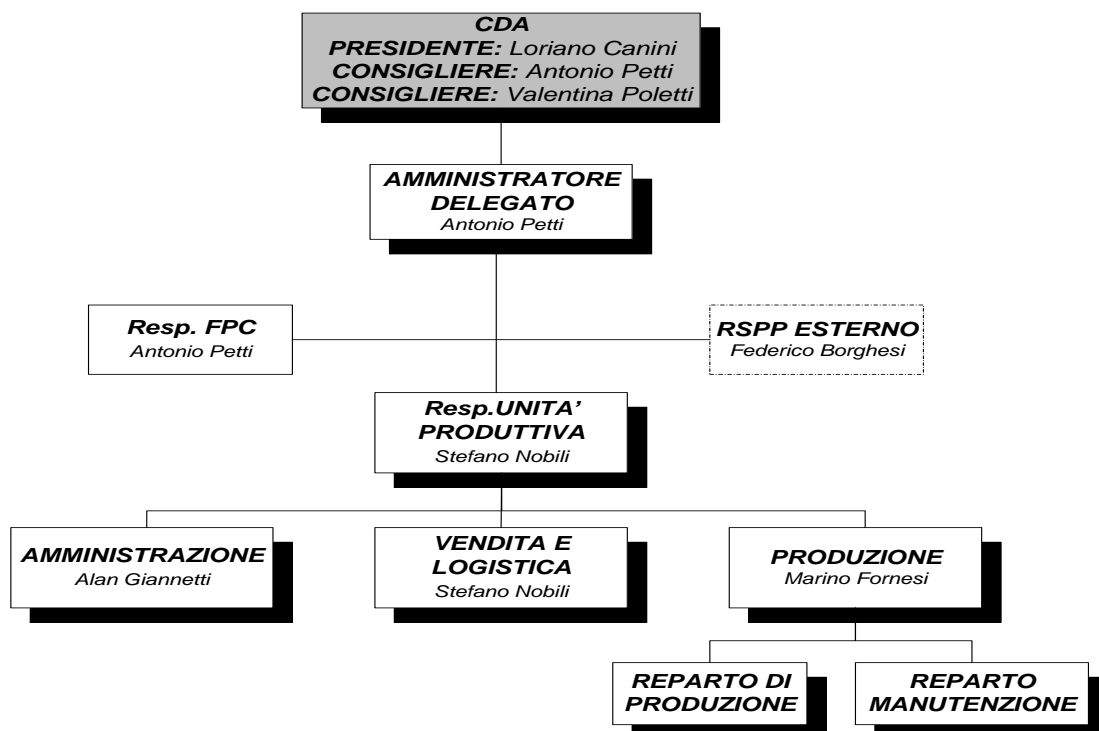 CDA
PRESIDENTE: Loriano Canini
CONSIGLIERE: Antonio Petti
CONSIGLIERE: Valentina Poletti
AMMINISTRATORE
DELEGATO
Antonio Petti
Resp. FPC
Antonio Petti
RSPP ESTERNO
Federico Borghesi
Resp.UNITA’
PRODUTTIVA
Stefano Nobili
AMMINISTRAZIONE
Alan Giannetti
VENDITA E
LOGISTICA
Stefano Nobili
PRODUZIONE
Marino Fornesi
REPARTO DI
PRODUZIONE
REPARTO
MANUTENZIONE